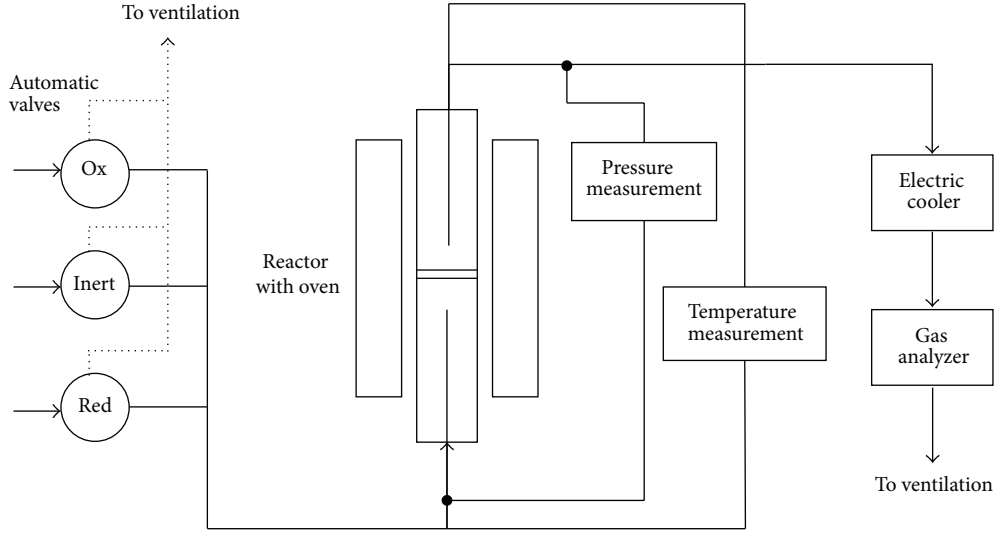 To ventilation
Automatic
valves
Ox
Inert
Red
Reactor
with oven
Pressure
measurement
Temperature
measurement
Electric
cooler
Gas
analyzer
To ventilation